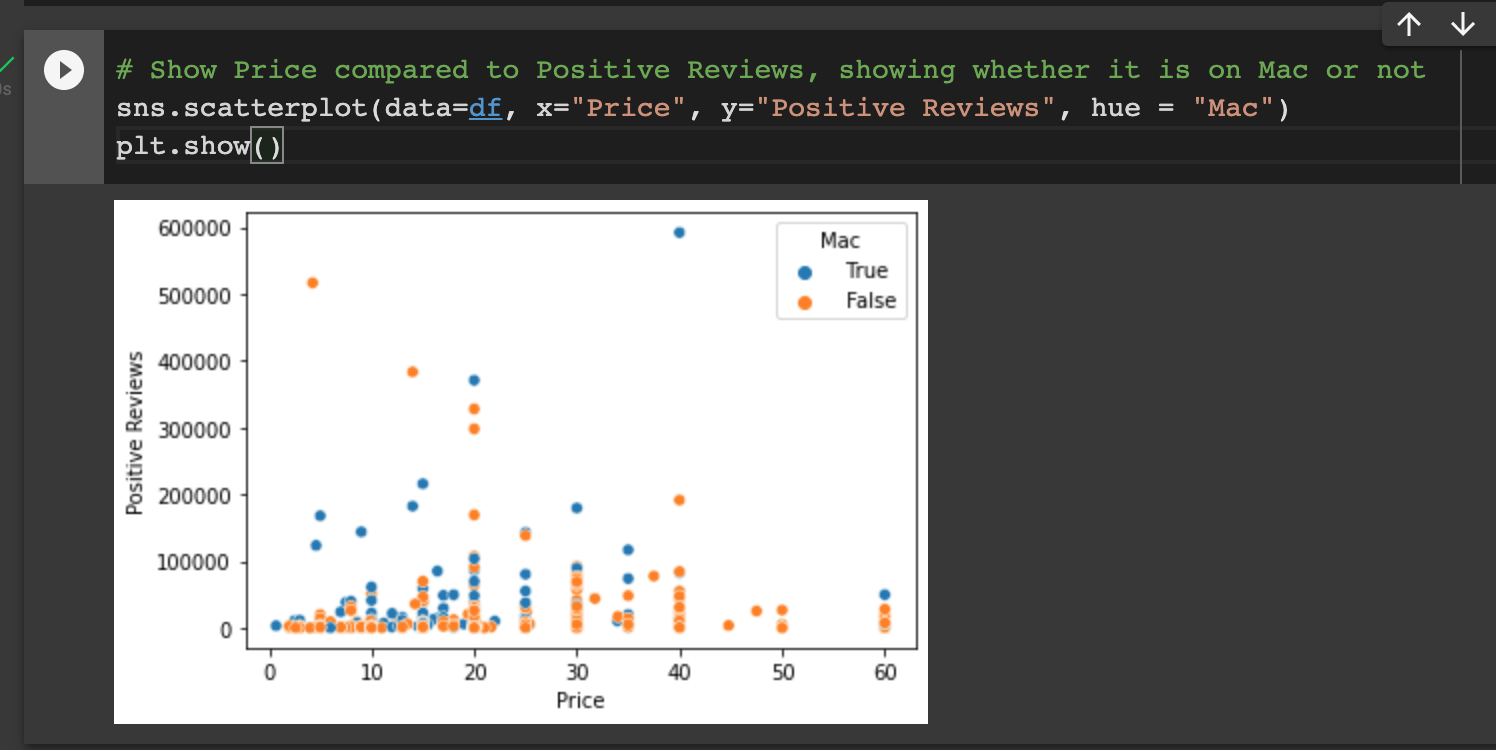 # Show Price compared to Positive Reviews, showing whether it is on Mac or not
sns.scatterplot(data=df, x="Price", y="Positive Reviews", hue = "Mac")
plt.show()
s
600000
500000
400000
300000
200000
100000
0
Positive Reviews
Mac
True
False
0 10 20 30 40 50 60
Price